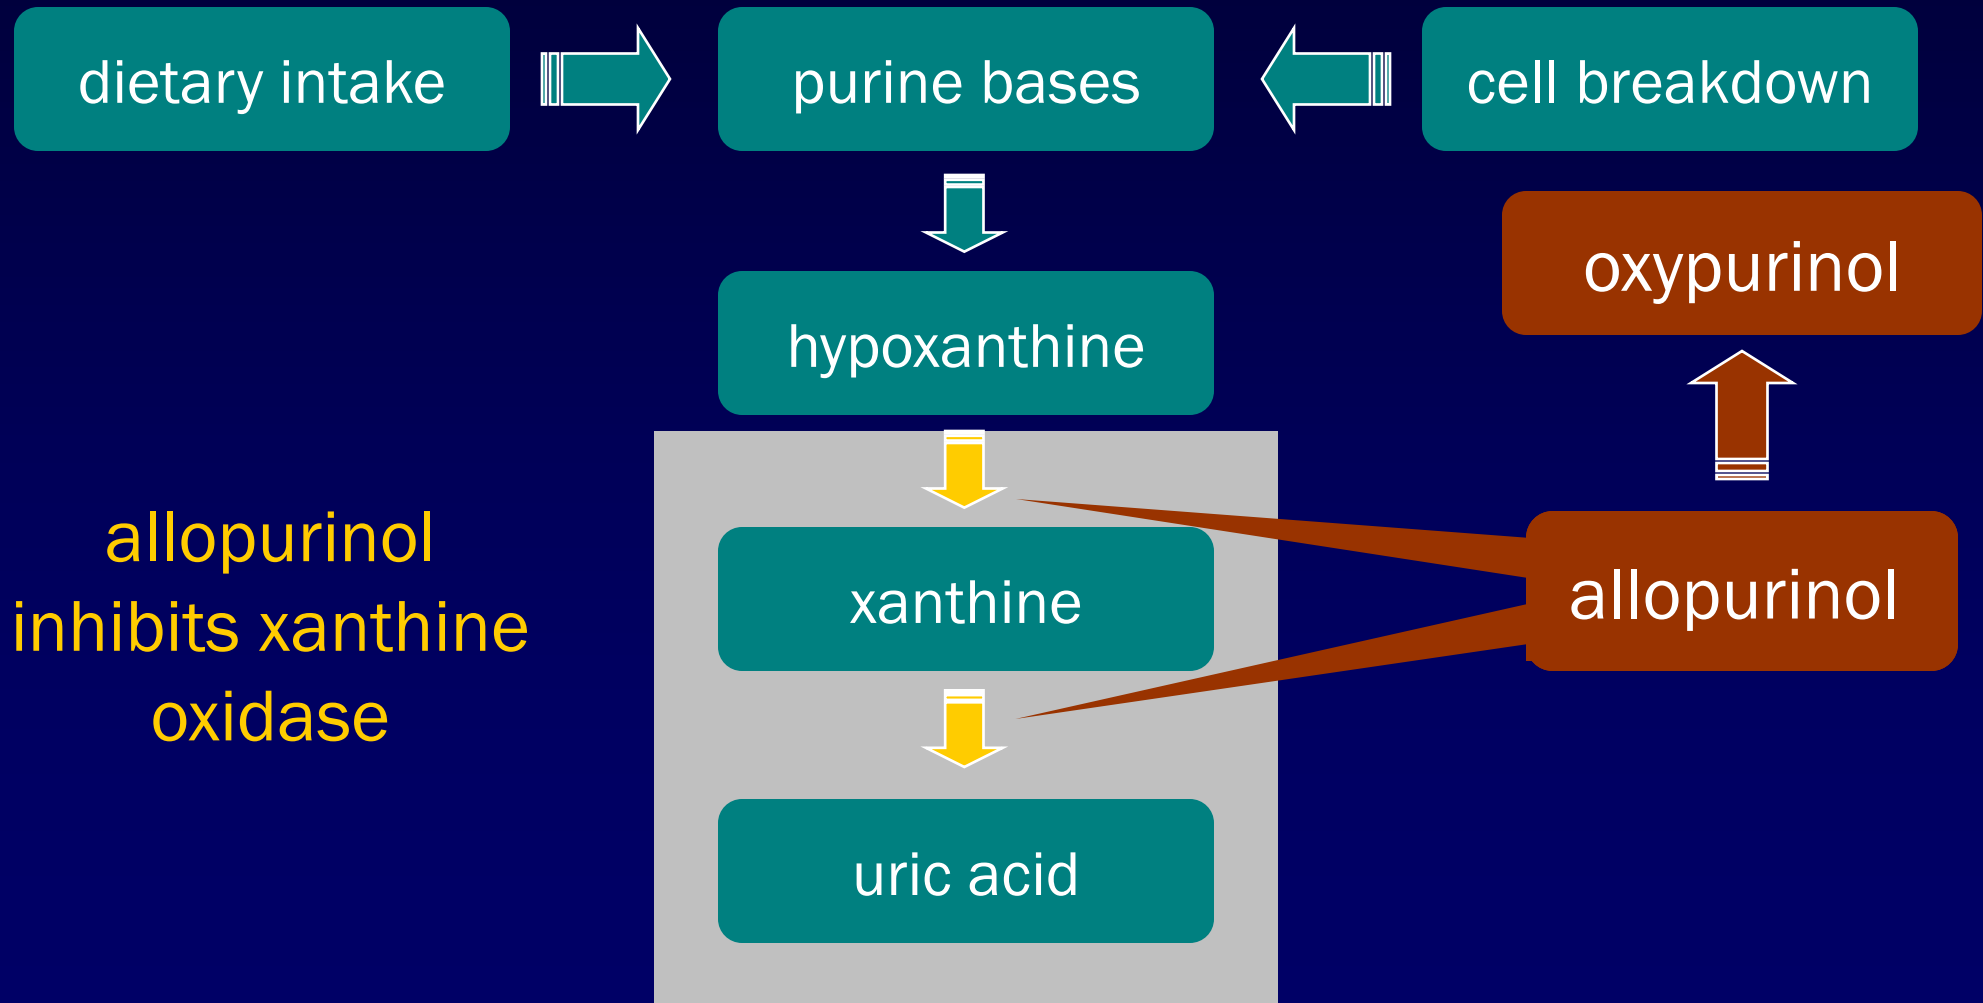 dietary intake
purine bases
cell breakdown
oxypurinol
hypoxanthine
allopurinol
inhibits xanthine
oxidase
xanthine
allopurinol
uric acid